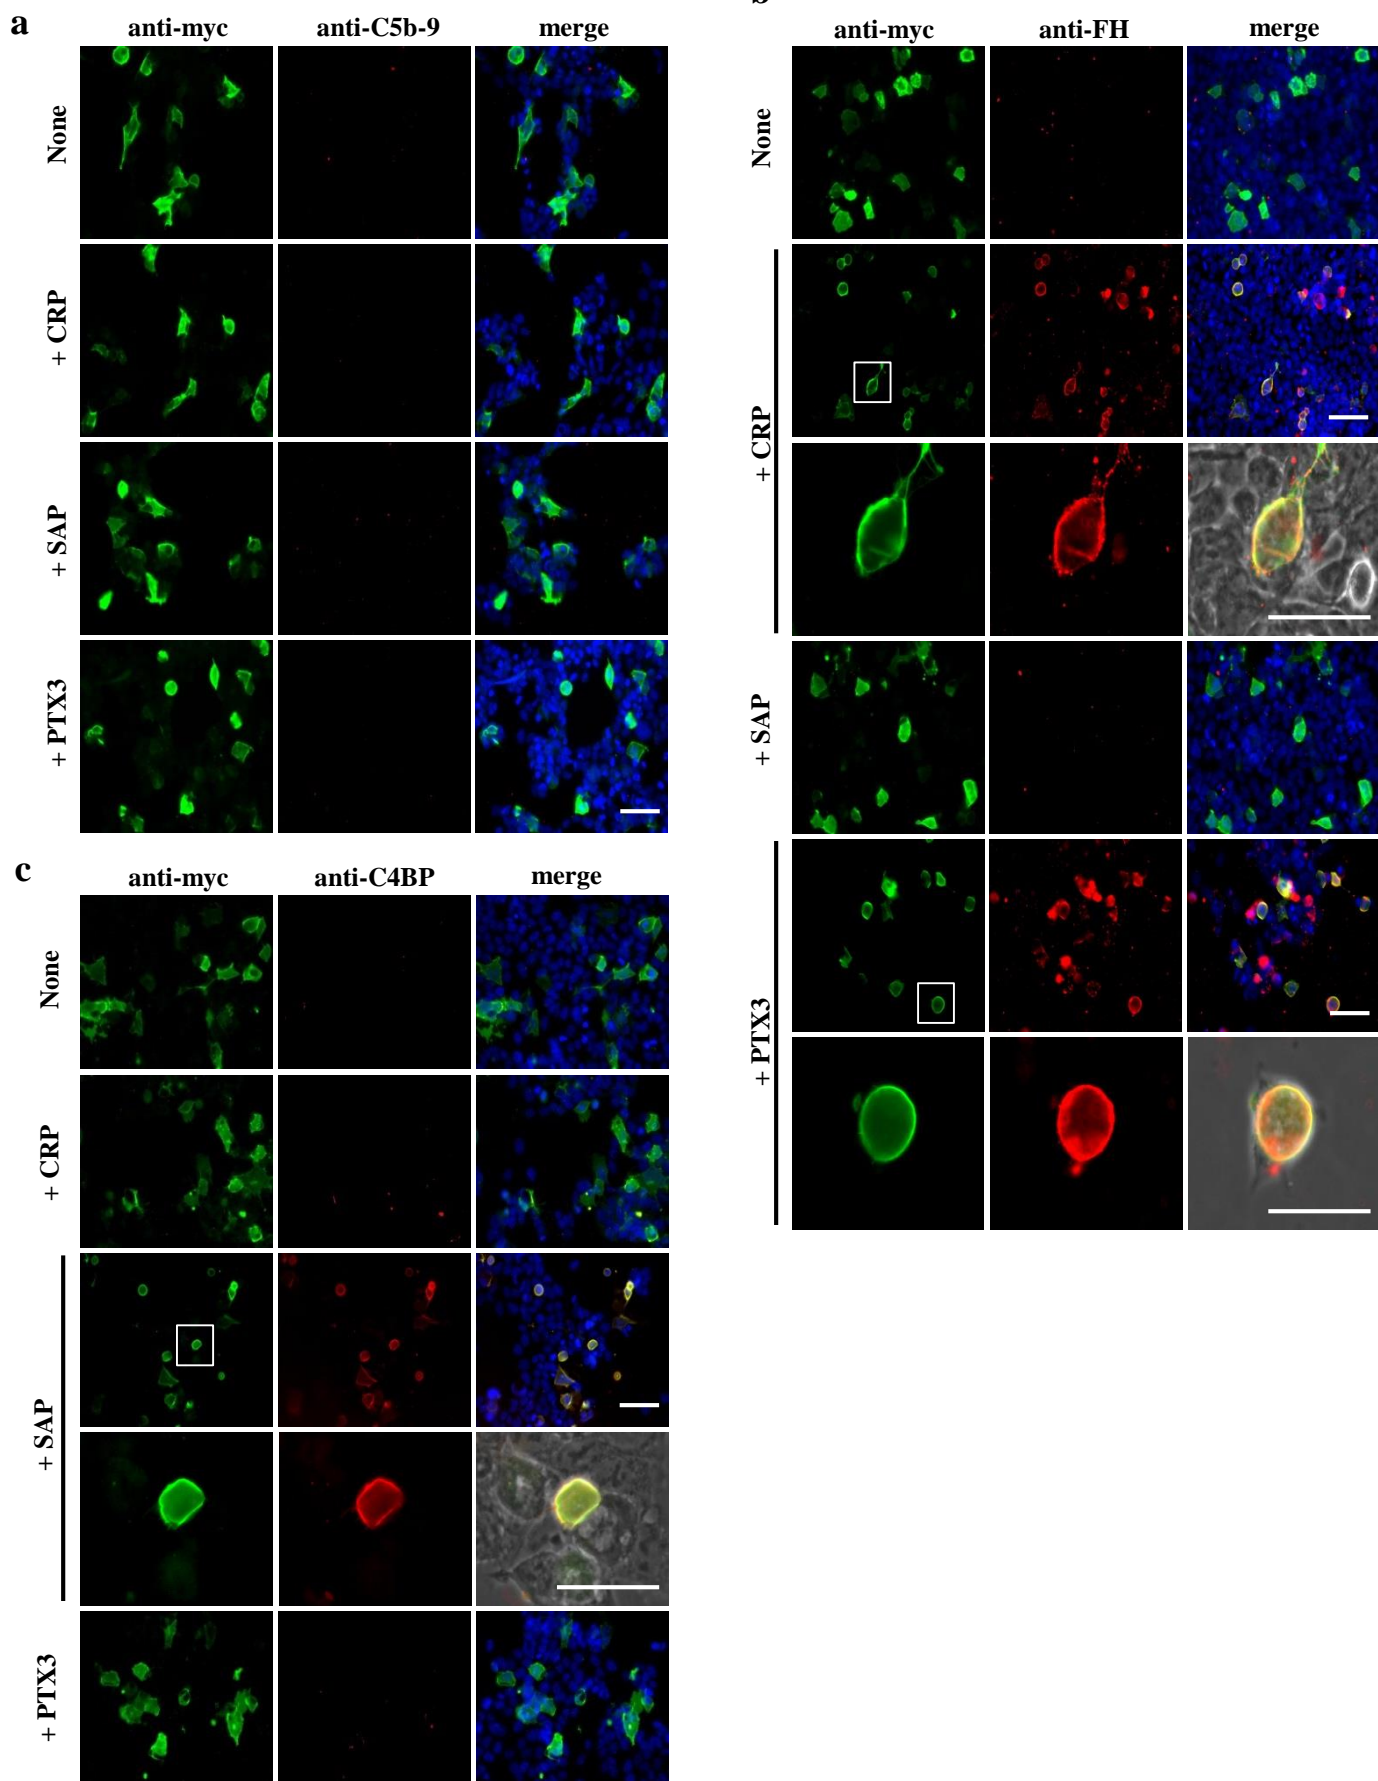 a
anti-myc anti-C5b-9 merge
None
+ CRP
+ SAP
+ PTX3
anti-myc anti-FH merge
None
+ CRP
+ SAP
+ PTX3
c
anti-myc anti-C4BP merge
None
+ CRP
+ SAP
+ PTX3